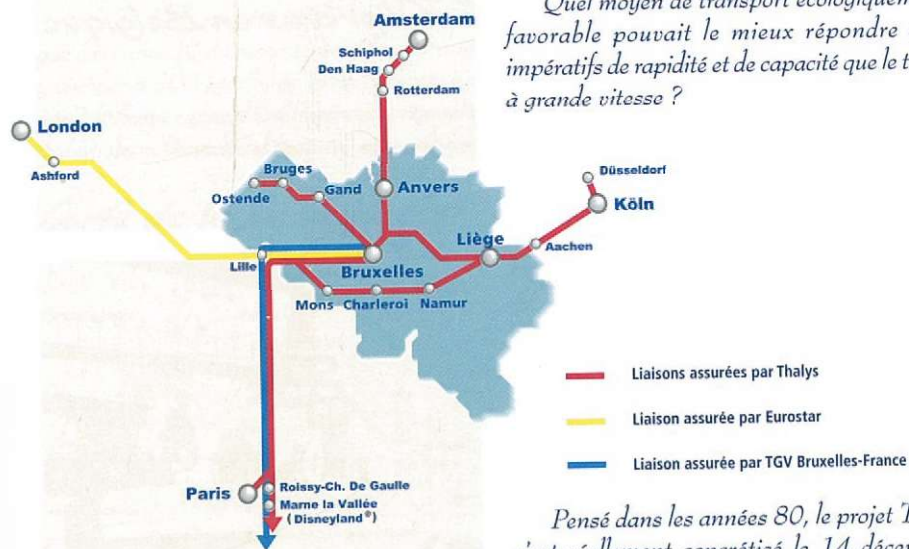 Quel moyen de transport écologiquem
favorable pouvait le mieux répondre
impératifs de rapidité et de capacité que le t
à grande vitesse ?
Amsterdam
Schiphol
Den Haag
Rotterdam
London
Ashford
Bruges
Ostende
Gand
Anvers
Düsseldorf
Köln
Aachen
Liège
Lille
Bruxelles
Mons Charleroi Namur
Liaisons assurées par Thalys
Liaison assurée par Eurostar
Liaison assurée par TGV Bruxelles-France
Paris
Roissy-Ch. De Gaulle
Marne la Vallée
(Disneyland®)
Pensé dans les années 80, le projet T